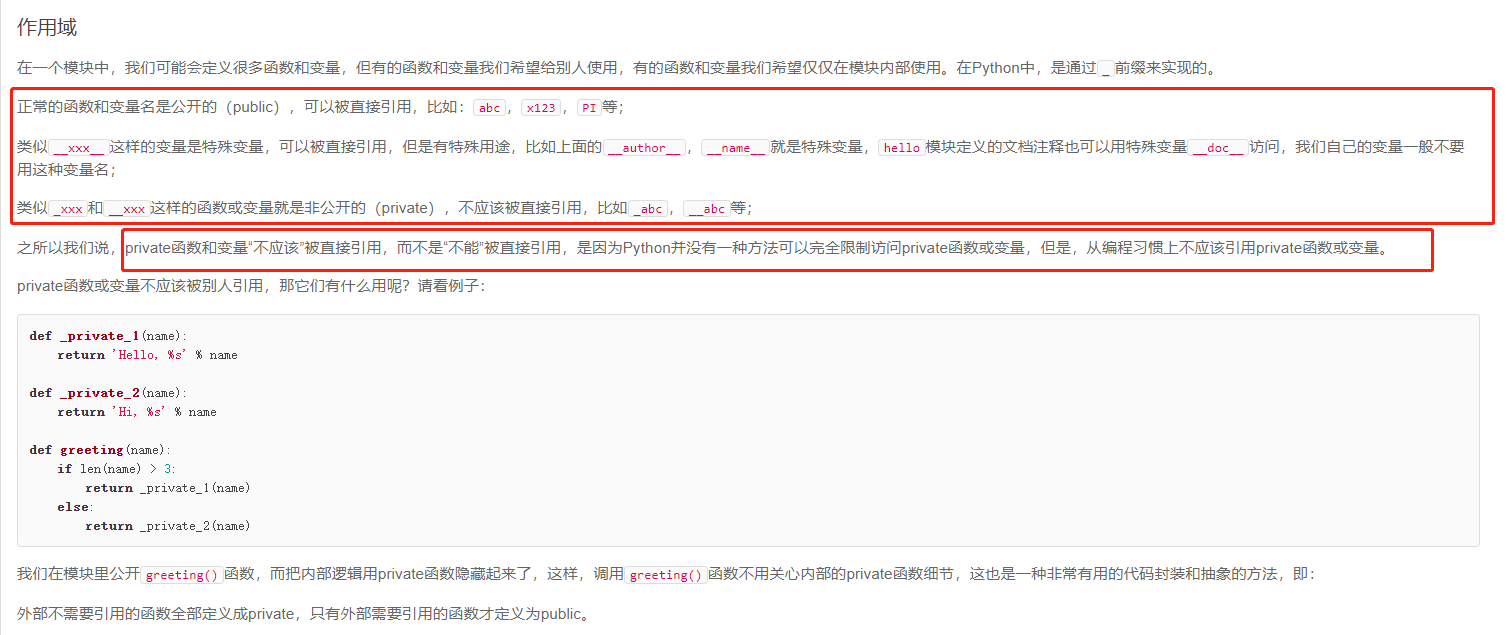 作用域
在一个模块中，我们可能会定义很多函数和变量，但有的函数和变量我们希望给别人使用，有的函数和变量我们希望仅仅在模块内部使用。在Python中，是通过_前缀来实现的。
正常的函数和变量名是公开的（public），可以被直接引用，比如：abc，x123，PI等；
类似__xxx__这样的变量是特殊变量，可以被直接引用，但是有特殊用途，比如上面的__author__，__name__就是特殊变量，hello模块定义的文档注释也可以用特殊变量__doc__访问，我们自己的变量一般不要
用这种变量名；
类似_xxx和__xxx这样的函数或变量就是非公开的（private），不应该被直接引用，比如_abc，__abc等；
之所以我们说，private函数和变量“不应该”被直接引用，而不是“不能”被直接引用，是因为Python并没有一种方法可以完全限制访问private函数或变量，但是，从编程习惯上不应该引用private函数或变量。
private函数或变量不应该被别人引用，那它们有什么用呢？请看例子：
def _private_1(name):
    return 'Hello, %s' % name
def _private_2(name):
    return 'Hi, %s' % name
def greeting(name):
    if len(name) > 3:
        return _private_1(name)
    else:
        return _private_2(name)
我们在模块里公开greeting()函数，而把内部逻辑用private函数隐藏起来了，这样，调用greeting()函数不用关心内部的private函数细节，这也是一种非常有用的代码封装和抽象的方法，即：
外部不需要引用的函数全部定义成private，只有外部需要引用的函数才定义为public。